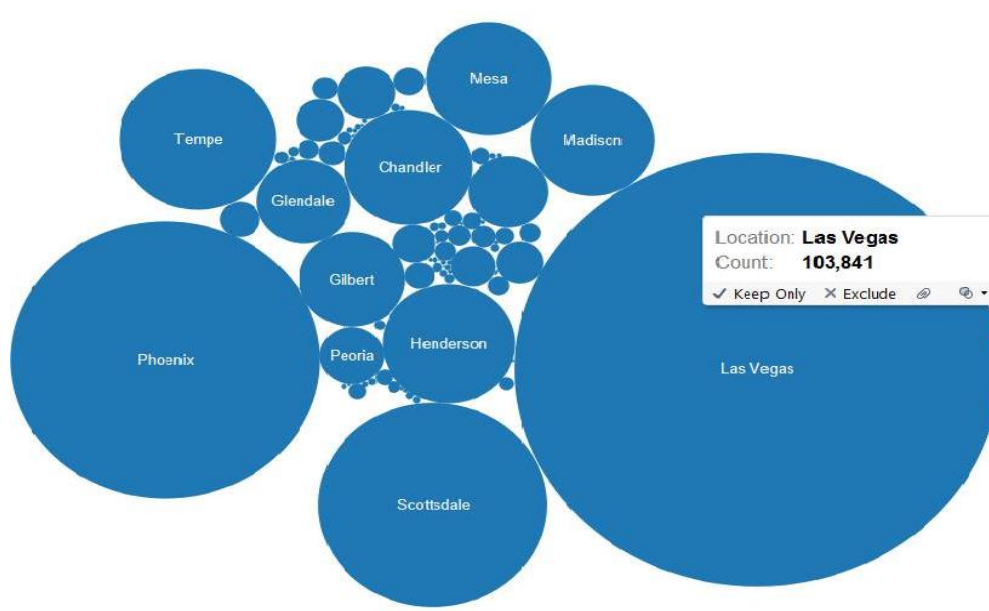 Mesa
Tempe
Madison
Chandler
Glendale
Location: Las Vegas
Count: 103,841
Keep Only Exclude
Gilbert
Henderson
Peoria
Phoenix
Las Vegas
Scottsdale